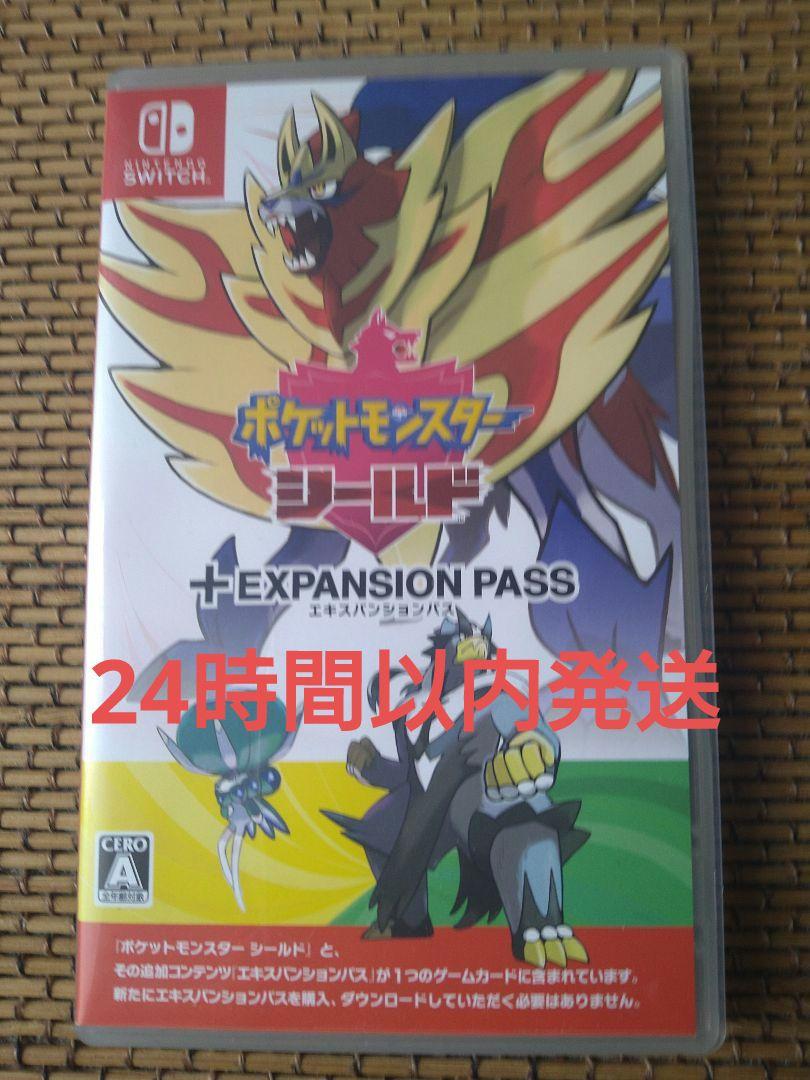 NINTENDO
SWITCH
ポケットモンスター
シールド
+EXPANSION PASS
エキスパンションパス
24時間以内発送
CERO
A
全年齢対象
『ポケットモンスター シールド』と、
その追加コンテンツ『エキスパンションパス』が1つのゲームカードに含まれています。
新たにエキスパンションパスを購入、ダウンロードしていただく必要はありません。